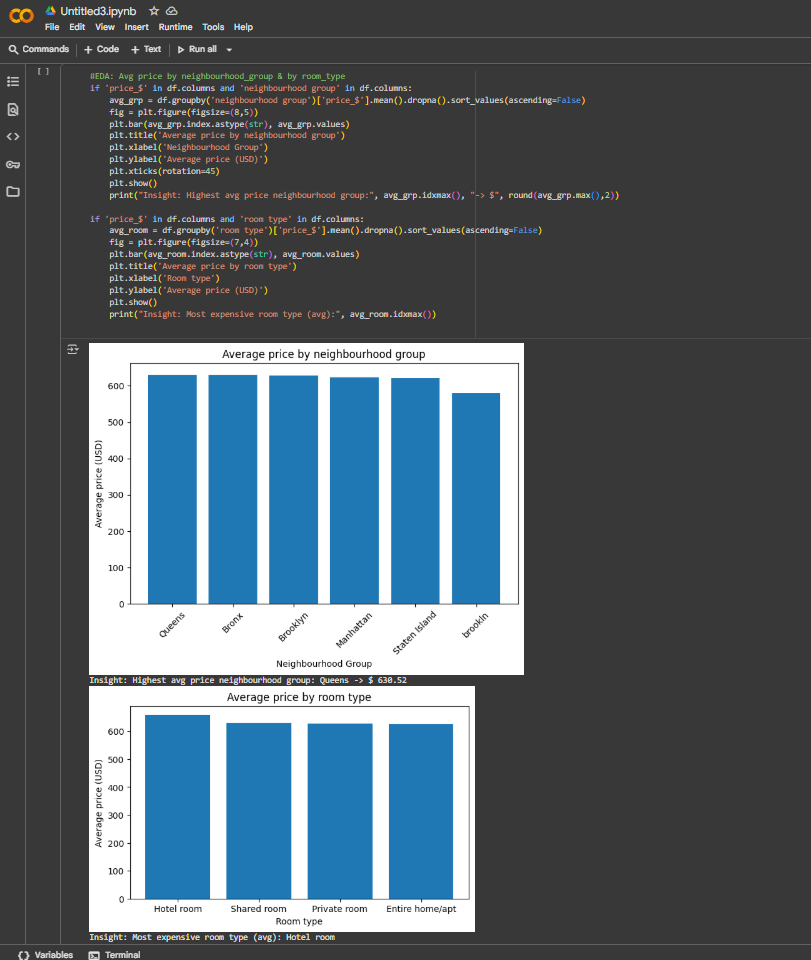 CO Untitled3.ipynb
File Edit View Insert Runtime Tools Help
Commands + Code + Text Run all
[ ]
#EDA: Avg price by neighbourhood_group & by room_type
if 'price_$' in df.columns and 'neighbourhood group' in df.columns:
    avg_grp = df.groupby('neighbourhood group')['price_$'].mean().dropna().sort_values(ascending=False)
    fig = plt.figure(figsize=(8,5))
    plt.bar(avg_grp.index.astype(str), avg_grp.values)
    plt.title('Average price by neighbourhood group')
    plt.xlabel('Neighbourhood Group')
    plt.ylabel('Average price (USD)')
    plt.xticks(rotation=45)
    plt.show()
    print("Insight: Highest avg price neighbourhood group:", avg_grp.idxmax(), "-> $", round(avg_grp.max(),2))
if 'price_$' in df.columns and 'room type' in df.columns:
    avg_room = df.groupby('room type')['price_$'].mean().dropna().sort_values(ascending=False)
    fig = plt.figure(figsize=(7,4))
    plt.bar(avg_room.index.astype(str), avg_room.values)
    plt.title('Average price by room type')
    plt.xlabel('Room type')
    plt.ylabel('Average price (USD)')
    plt.show()
    print("Insight: Most expensive room type (avg):", avg_room.idxmax())
Average price by neighbourhood group
Average price (USD)
600
500
400
300
200
100
0
Queens Bronx Brooklyn Manhattan Staten Island brookln
Neighbourhood Group
Insight: Highest avg price neighbourhood group: Queens -> $ 630.52
Average price by room type
Average price (USD)
600
500
400
300
200
100
0
Hotel room Shared room Private room Entire home/apt
Room type
Insight: Most expensive room type (avg): Hotel room
Variables Terminal